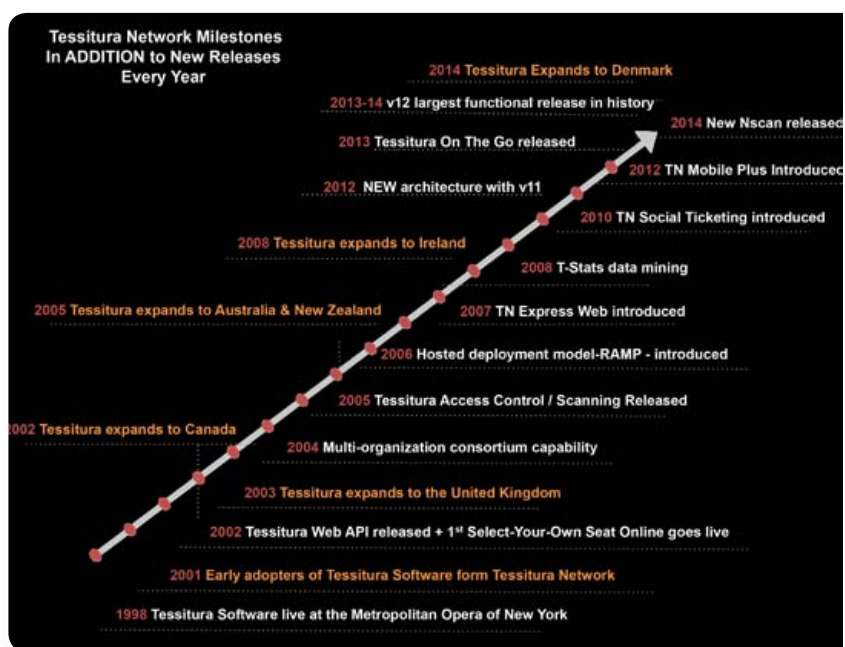 Tessitura Network Milestones
In ADDITION to New Releases
Every Year
2014 Tessitura Expands to Denmark
2013-14 v12 largest functional release in history
2014 New Nscan released
2013 Tessitura On The Go released
2012 TN Mobile Plus Introduced
2012 NEW architecture with v11
2010 TN Social Ticketing introduced
2008 Tessitura expands to Ireland
2008 T-Stats data mining
2005 Tessitura expands to Australia & New Zealand
2007 TN Express Web introduced
2006 Hosted deployment model-RAMP - introduced
2005 Tessitura Access Control / Scanning Released
2002 Tessitura expands to Canada
2004 Multi-organization consortium capability
2003 Tessitura expands to the United Kingdom
2002 Tessitura Web API released + 1st Select-Your-Own Seat Online goes live
2001 Early adopters of Tessitura Software form Tessitura Network
1998 Tessitura Software live at the Metropolitan Opera of New York